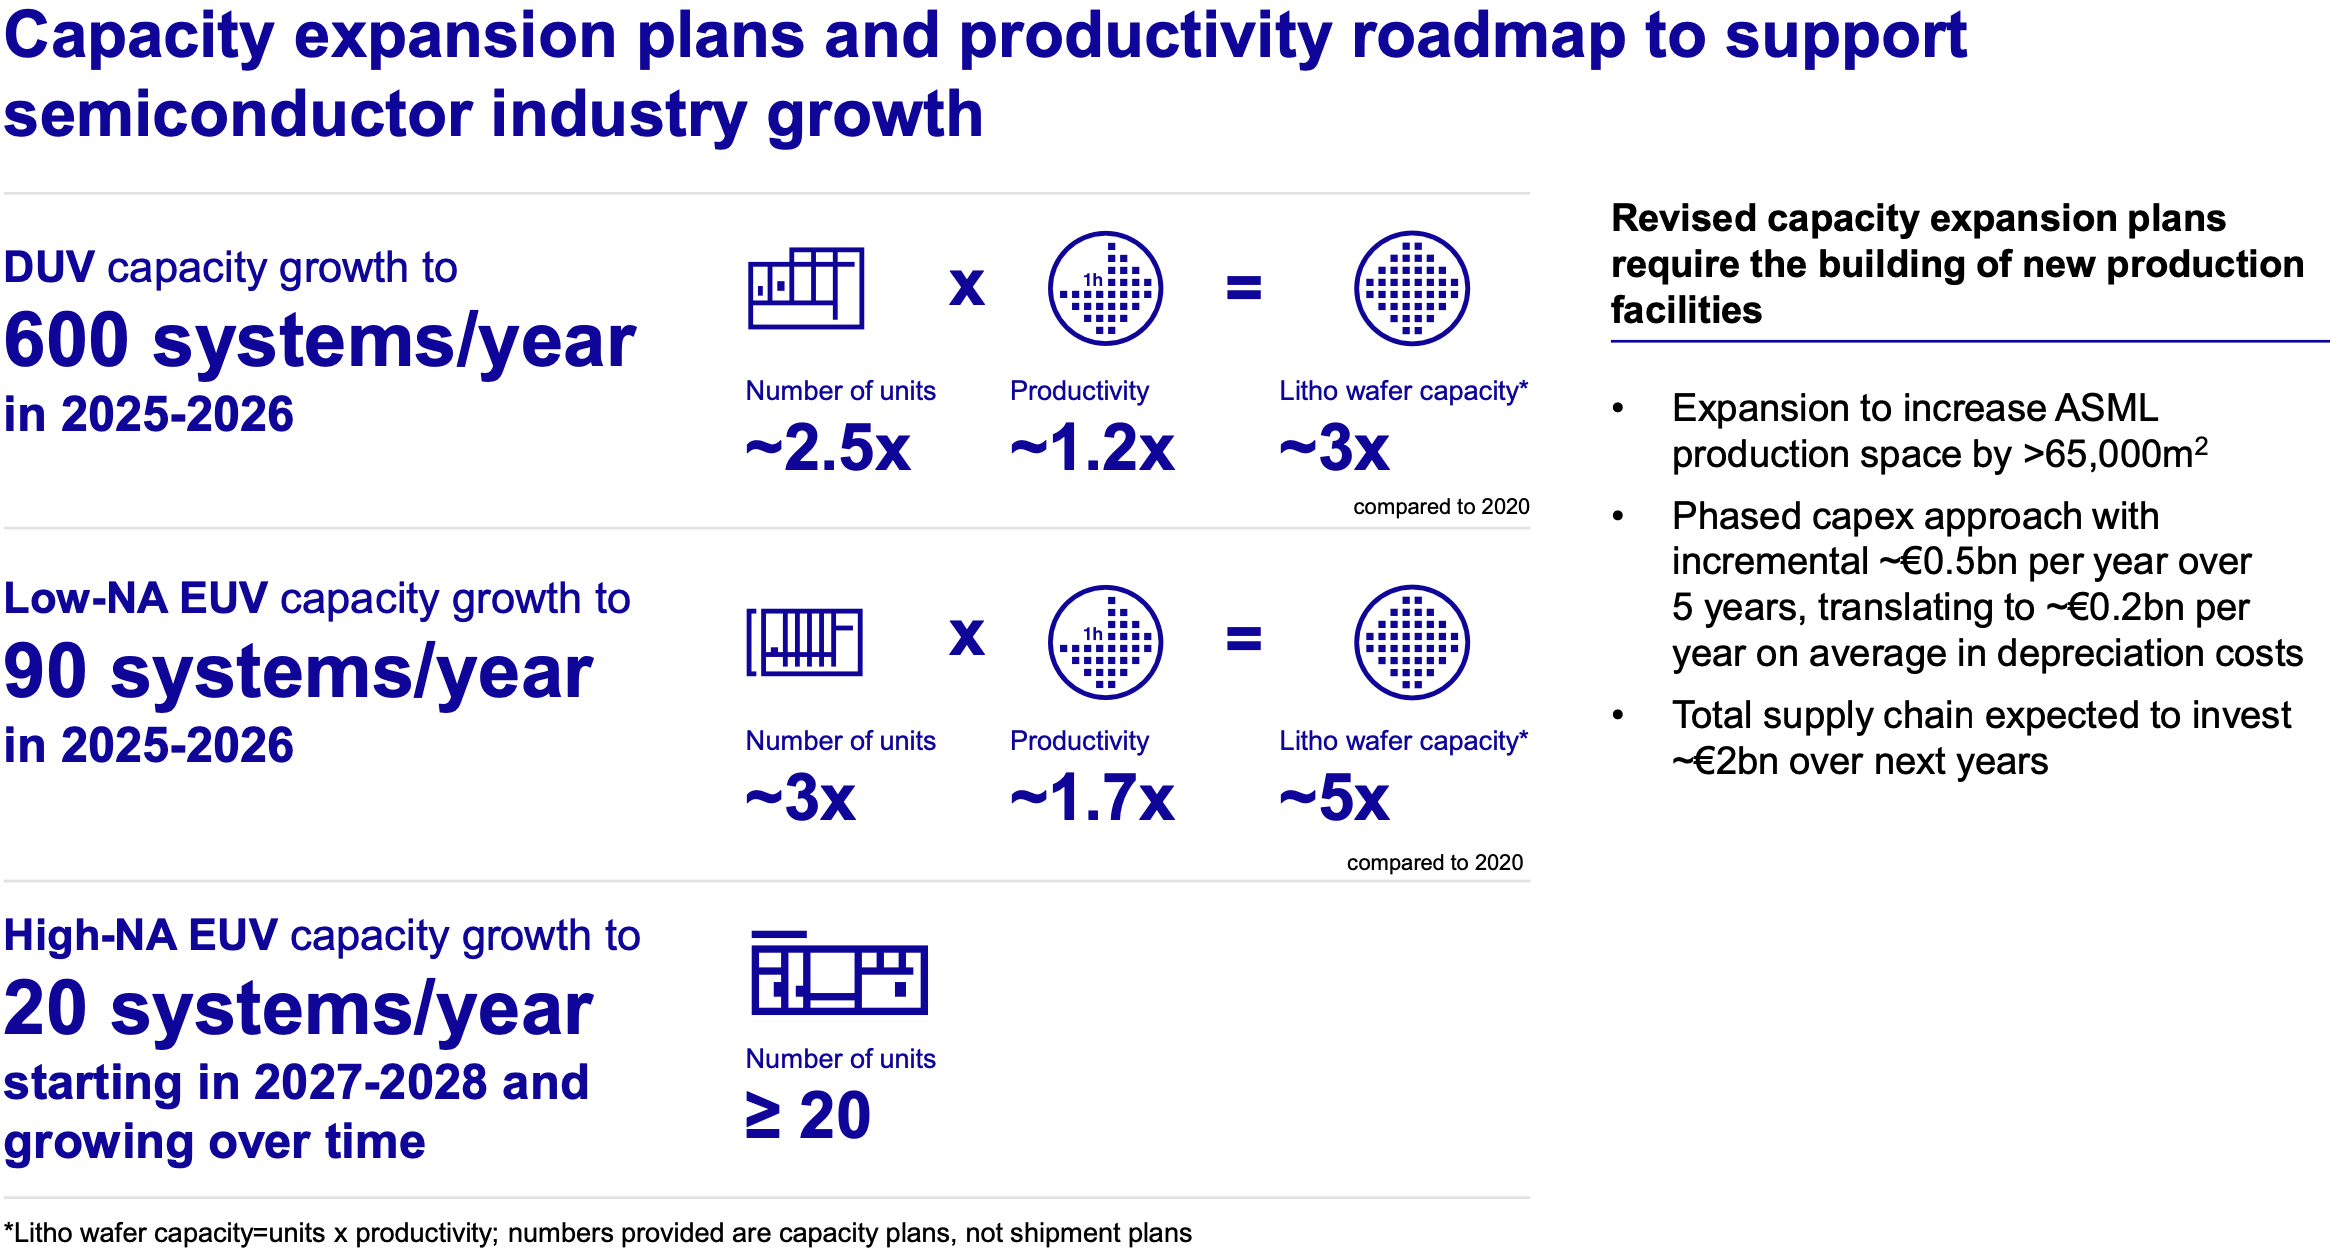 Capacity expansion plans and productivity roadmap to support
semiconductor industry growth
DUV capacity growth to
600 systems/year
in 2025-2026
x
1h
=
Number of units
Productivity
Litho wafer capacity*
~2.5x
~1.2x
~3x
compared to 2020
Low-NA EUV capacity growth to
90 systems/year
in 2025-2026
x
1h
=
Number of units
Productivity
Litho wafer capacity*
~3x
~1.7x
~5x
compared to 2020
High-NA EUV capacity growth to
20 systems/year
starting in 2027-2028 and
growing over time
Number of units
≥ 20
*Litho wafer capacity=units x productivity; numbers provided are capacity plans, not shipment plans
Revised capacity expansion plans
require the building of new production
facilities
• Expansion to increase ASML
production space by >65,000m²
• Phased capex approach with
incremental ~€0.5bn per year over
5 years, translating to ~€0.2bn per
year on average in depreciation costs
• Total supply chain expected to invest
~€2bn over next years